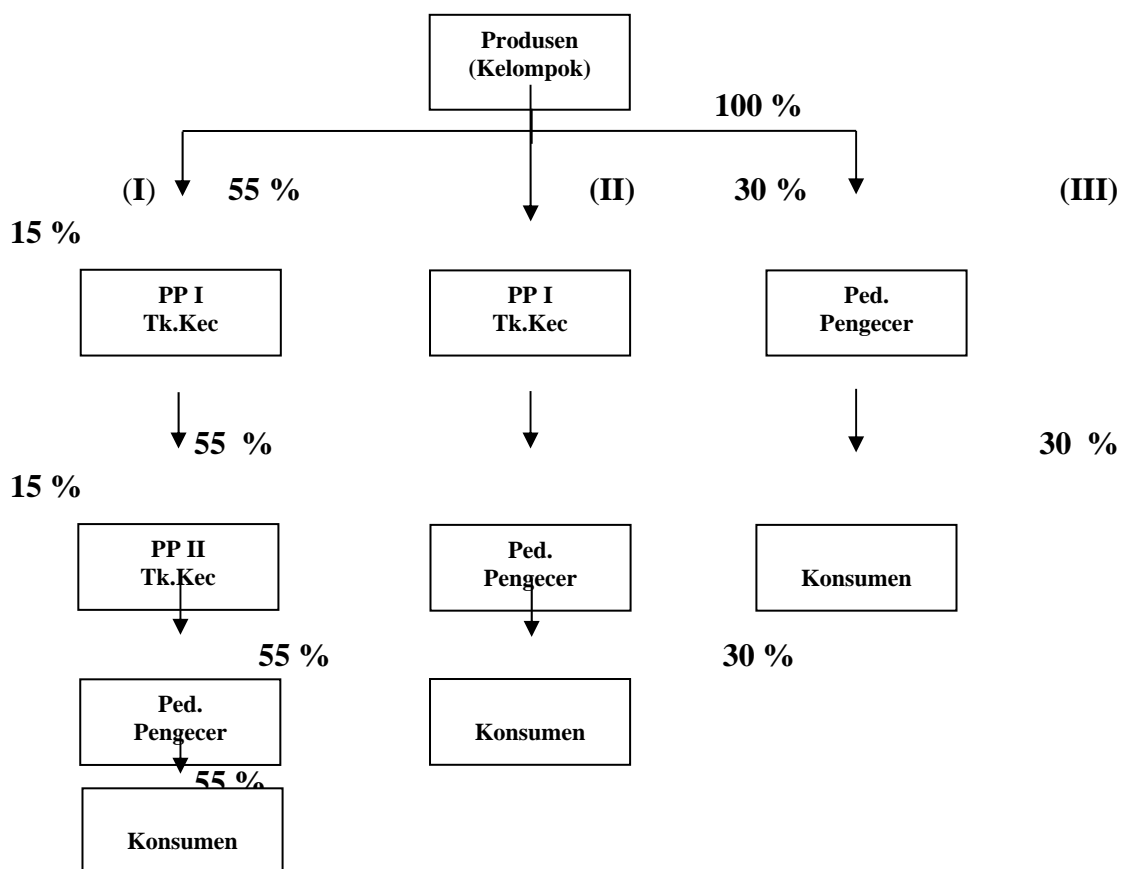 Produsen
(Kelompok)
100 %
(I) 55 % (II) 30 % (III)
15 %
PP I
Tk.Kec
PP I
Tk.Kec
Ped.
Pengecer
55 % 30 %
15 %
PP II
Tk.Kec
Ped.
Pengecer
Konsumen
55 % 30 %
Ped.
Pengecer
Konsumen
55 %
Konsumen